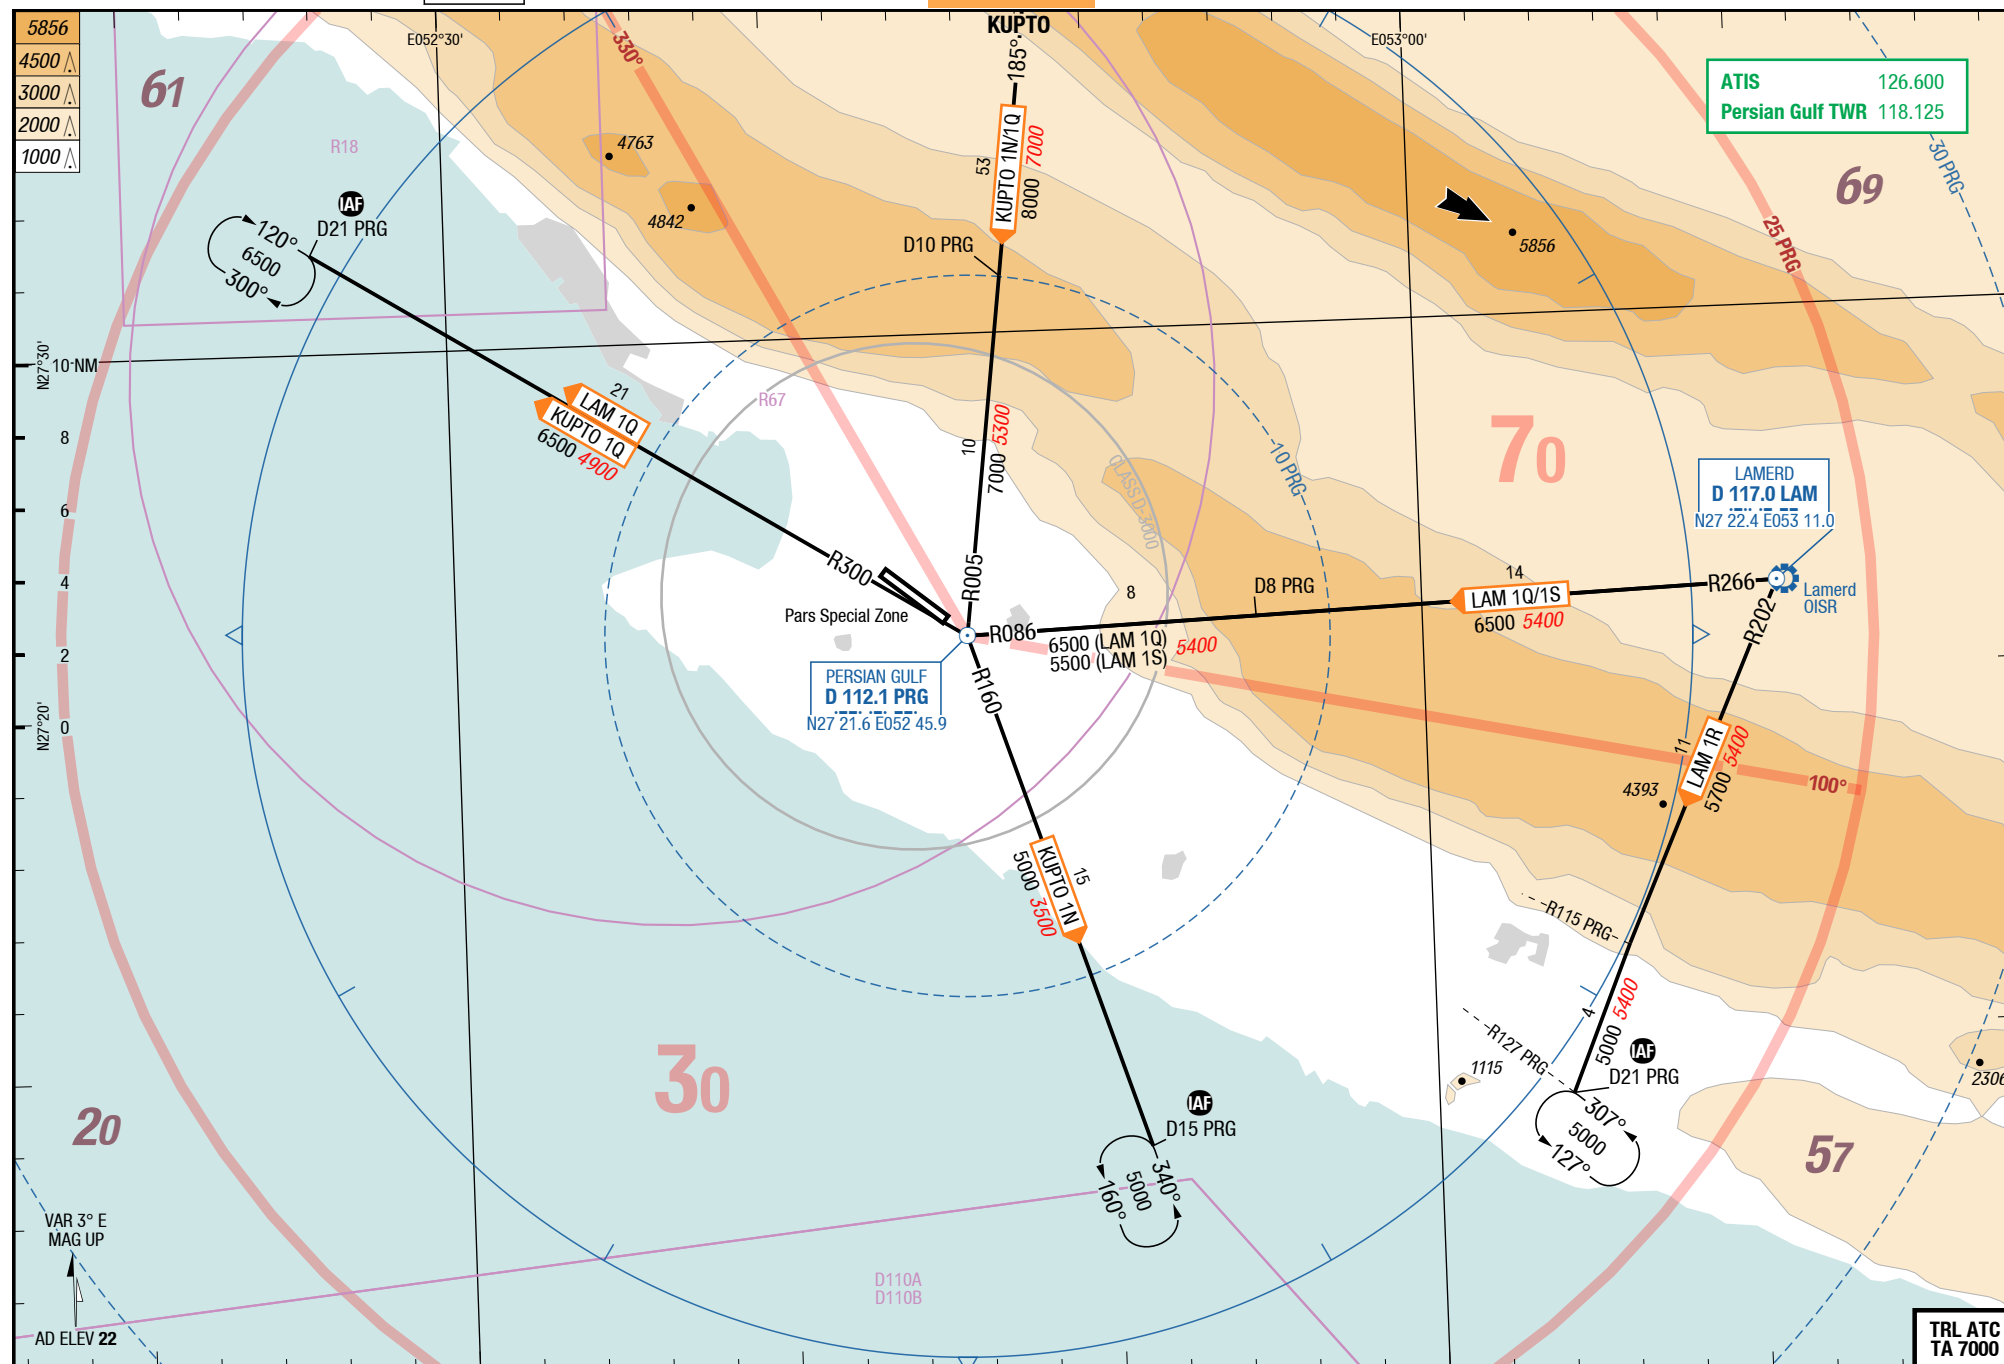 5856
4500
3000
2000
1000
61
R18
E052°30'
330°
KUPTO
185°
E053°00'
ATIS 126.600
Persian Gulf TWR 118.125
30 PRG
69
25 PRG
4763
4842
53
KUPTO 1N/1Q
8000 7000
5856
IAF
D21 PRG
120°
6500
300°
D10 PRG
N27°30'
10 NM
8
6
4
2
0
N27°20'
21
LAM 1Q
KUPTO 1Q
6500 4900
R67
10
7000 5300
CLASS D-3000
10 PRG
70
LAMERD
D 117.0 LAM
N27 22.4 E053 11.0
Lamerd
OISR
R300
R005
Pars Special Zone
8
D8 PRG
14
LAM 1Q/1S
6500 5400
R266
R202
R086
6500 (LAM 1Q)
5500 (LAM 1S)
5400
R160
PERSIAN GULF
D 112.1 PRG
N27 21.6 E052 45.9
11
LAM 1R
5700 5400
100°
4393
15
KUPTO 1N
5000 3500
R115 PRG
R127 PRG
4
5000 5400
1115
IAF
D21 PRG
307°
5000
127°
2306
57
30
20
IAF
D15 PRG
340°
5000
160°
D110A
D110B
VAR 3° E
MAG UP
AD ELEV 22
TRL ATC
TA 7000